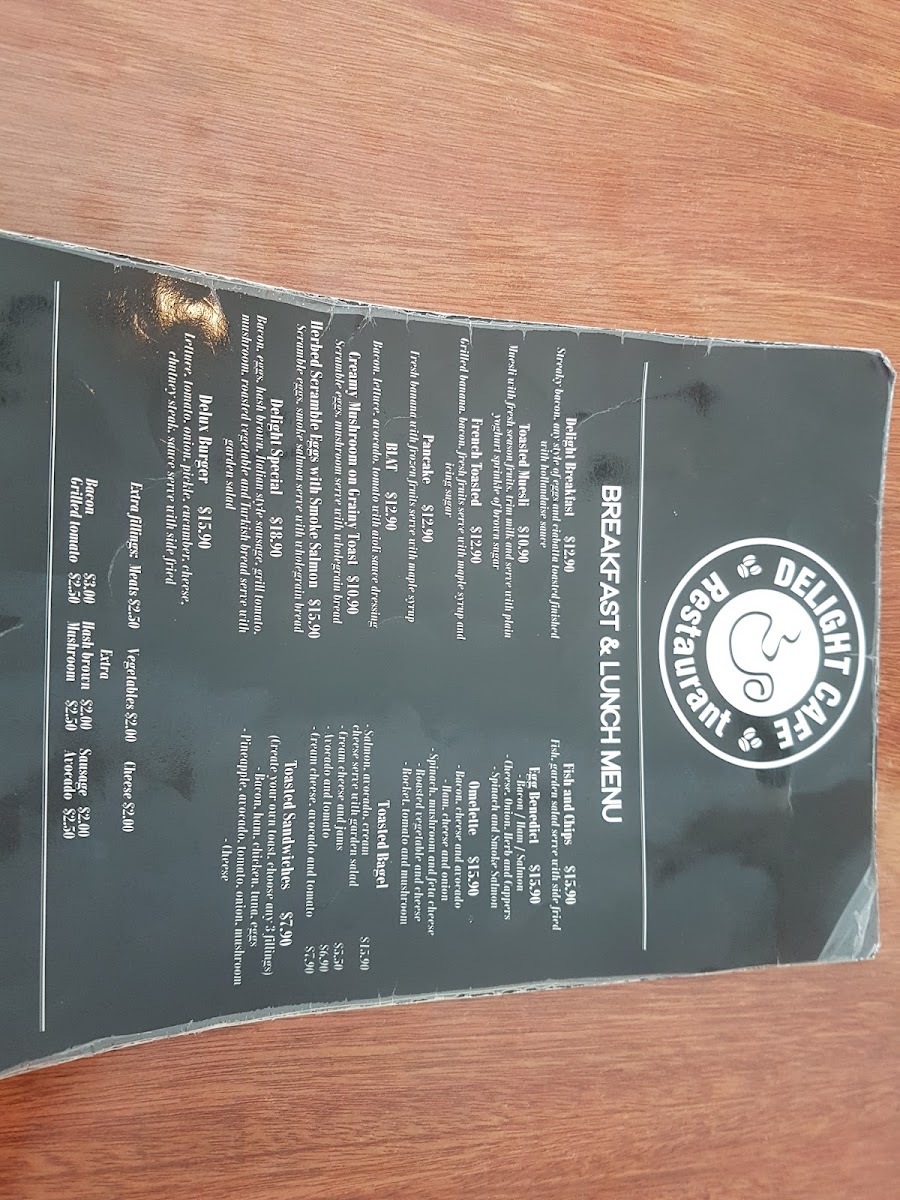 DELIGHT CAFE
Restaurant
BREAKFAST & LUNCH MENU
Delight Breakfast $12.90
Streaky bacon, any style of eggs and ciabatta toasted finished
with hollandaise sauce
Toasted Muesli $10.90
Muesli with fresh season fruits, trim milk and serve with plain
yoghart sprinkle of brown sugar
French Toasted $12.90
Grilled banana, bacon, fresh fruits serve with maple syrup and
icing sugar
Pancake $12.90
Fresh banana with frozen fruits serve with maple syrup
BLAT $12.90
Bacon, lettuce, avocado, tomato with aioli sauce dressing
Creamy Mushroom on Grainy Toast $10.90
Scramble eggs, mushroom serve with wholegrain bread
Herbed Scramble Eggs with Smoke Salmon $15.90
Scramble eggs, smoke salmon serve with wholegrain bread
Delight Special $18.90
Bacon, eggs, hash brown, Italian style sausage, grill tomato,
mushroom, roasted vegetable and Turkish bread serve with
garden salad
Delux Burger $15.90
Lettuce, tomato, onion, pickle, cucumber, cheese,
chutney steak, sauce serve with side fried
Fish and Chips $15.90
Fish, garden salad serve with side fried
Egg Benedict $15.90
- Bacon / Ham / Salmon
- Cheese, Onion, Herb and Cappers
- Spinach and Smoke Salmon
Omelette $15.90
- Bacon, cheese and avocado
- Ham, cheese and onion
- Spinach, mushroom and feta cheese
- Roasted vegetable and cheese
- Rocket, tomato and mushroom
Toasted Bagel
- Salmon, avocado, cream
cheese serve with garden salad $15.90
- Cream cheese and jams $5.50
- Avocado and tomato $6.90
- Cream cheese, avocado and tomato $7.90
Toasted Sandwiches $7.90
(Create your own toast, choose any 3 fillings)
- Bacon, ham, chicken, tuna, eggs
- Pineapple, avocado, tomato, onion, mushroom
- Cheese
Extra fillings: Meats $2.50 Vegetables $2.00 Cheese $2.00
Extra
Bacon $3.00 Hash brown $2.00 Sausage $2.00
Grilled tomato $2.50 Mushroom $2.50 Avocado $2.50